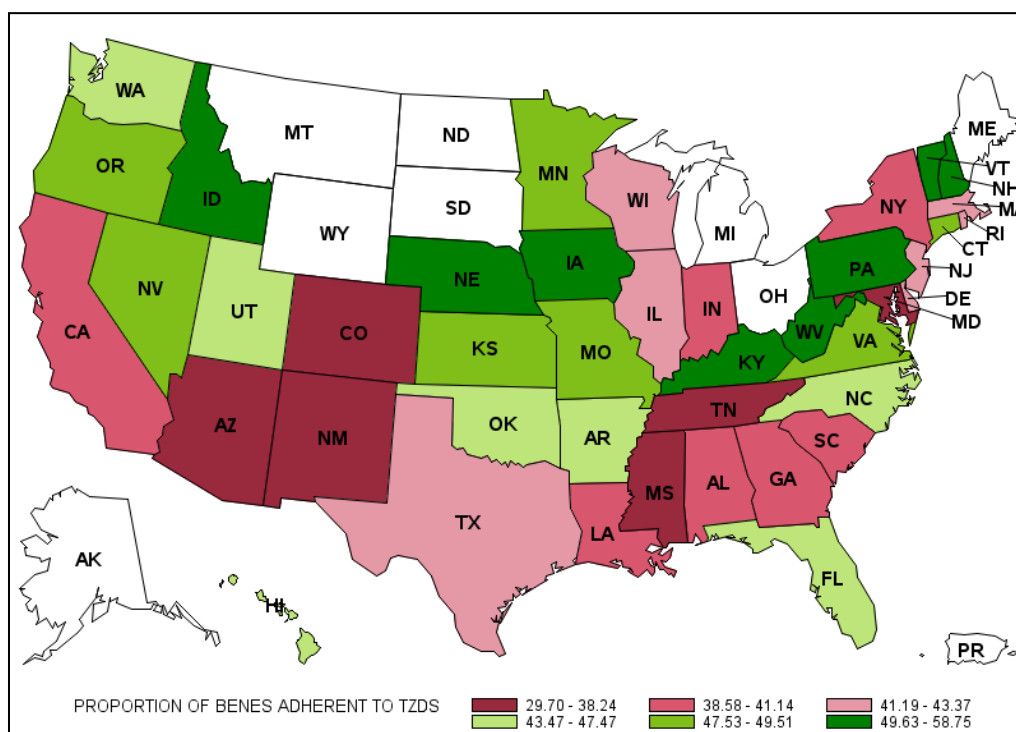 WA
MT
ND
ME
OR
MN
VT
ID
SD
WI
NH
NY
MA
WY
MI
RI
CT
NE
IA
PA
NJ
NV
OH
DE
UT
IL
IN
MD
CA
CO
WV
KS
MO
VA
KY
AZ
NM
OK
AR
TN
NC
SC
MS
AL
GA
TX
LA
AK
FL
HI
PR
PROPORTION OF BENES ADHERENT TO TZDS
29.70 - 38.24
38.58 - 41.14
41.19 - 43.37
43.47 - 47.47
47.53 - 49.51
49.63 - 58.75